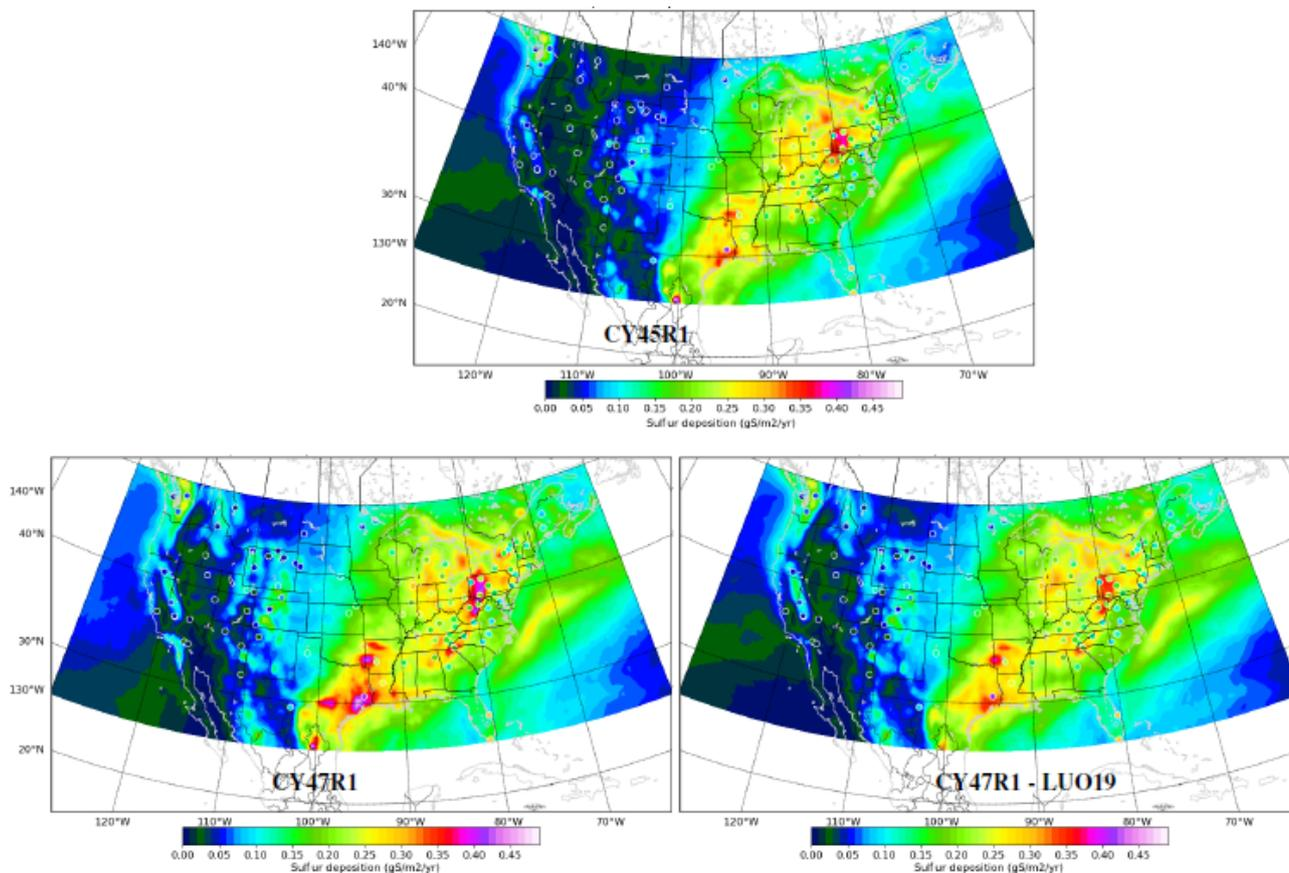 140°W
40°N
30°N
130°W
20°N
CY45R1
120°W 110°W 100°W 90°W 80°W 70°W
0.00 0.05 0.10 0.15 0.20 0.25 0.30 0.35 0.40 0.45
Sulfur deposition (gS/m2/yr)
140°W
40°N
30°N
130°W
20°N
CY47R1
120°W 110°W 100°W 90°W 80°W 70°W
0.00 0.05 0.10 0.15 0.20 0.25 0.30 0.35 0.40 0.45
Sulfur deposition (gS/m2/yr)
CY47R1 - LUO19
120°W 110°W 100°W 90°W 80°W 70°W
0.00 0.05 0.10 0.15 0.20 0.25 0.30 0.35 0.40 0.45
Sulfur deposition (gS/m2/yr)